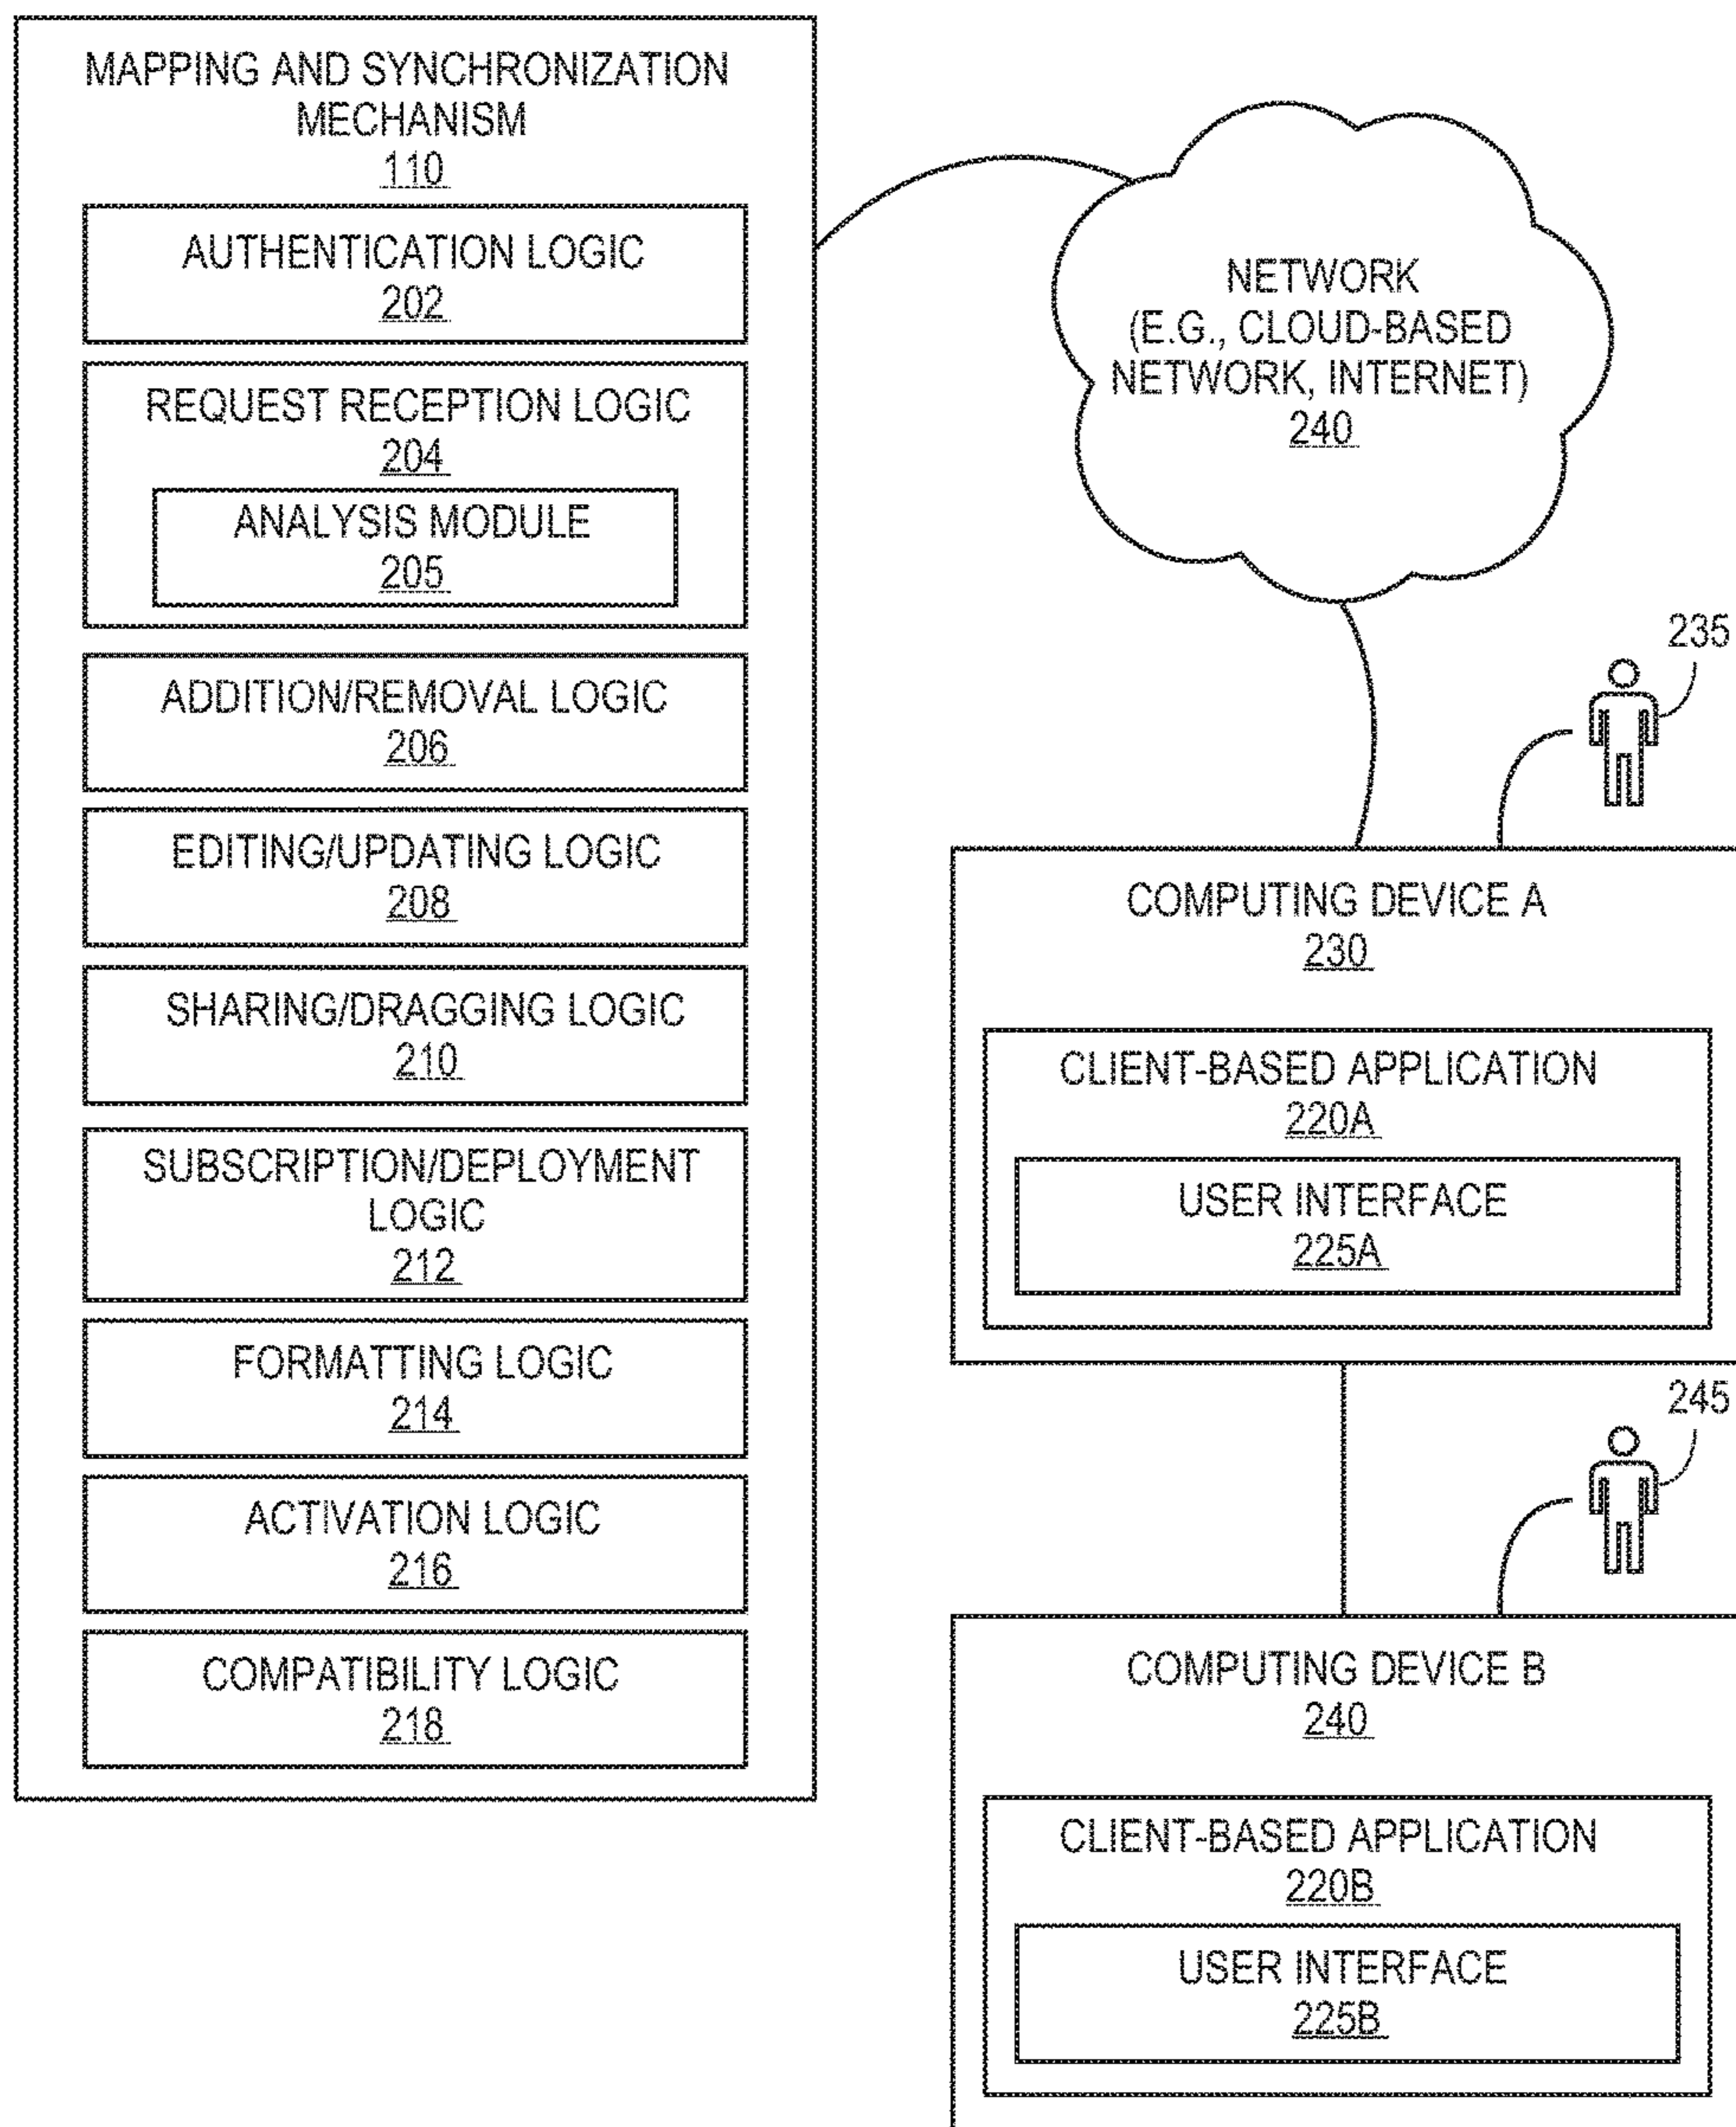 MAPPING AND SYNCHRONIZATION
MECHANISM
110
AUTHENTICATION LOGIC
202
REQUEST RECEPTION LOGIC
204
ANALYSIS MODULE
205
ADDITION/REMOVAL LOGIC
206
EDITING/UPDATING LOGIC
208
SHARING/DRAGGING LOGIC
210
SUBSCRIPTION/DEPLOYMENT
LOGIC
212
FORMATTING LOGIC
214
ACTIVATION LOGIC
216
COMPATIBILITY LOGIC
218
NETWORK
(E.G., CLOUD-BASED
NETWORK, INTERNET)
240
235
COMPUTING DEVICE A
230
CLIENT-BASED APPLICATION
220A
USER INTERFACE
225A
245
COMPUTING DEVICE B
240
CLIENT-BASED APPLICATION
220B
USER INTERFACE
225B